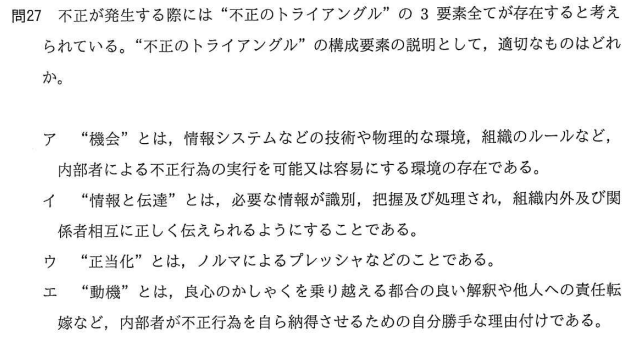 問27 不正が発生する際には“不正のトライアングル”の 3 要素全てが存在すると考え
られている。“不正のトライアングル”の構成要素の説明として，適切なものはどれ
か。
ア “機会”とは，情報システムなどの技術や物理的な環境，組織のルールなど，
内部者による不正行為の実行を可能又は容易にする環境の存在である。
イ “情報と伝達”とは，必要な情報が識別，把握及び処理され，組織内外及び関
係者相互に正しく伝えられるようにすることである。
ウ “正当化”とは，ノルマによるプレッシャなどのことである。
エ “動機”とは，良心のかしゃくを乗り越える都合の良い解釈や他人への責任転
嫁など，内部者が不正行為を自ら納得させるための自分勝手な理由付けである。